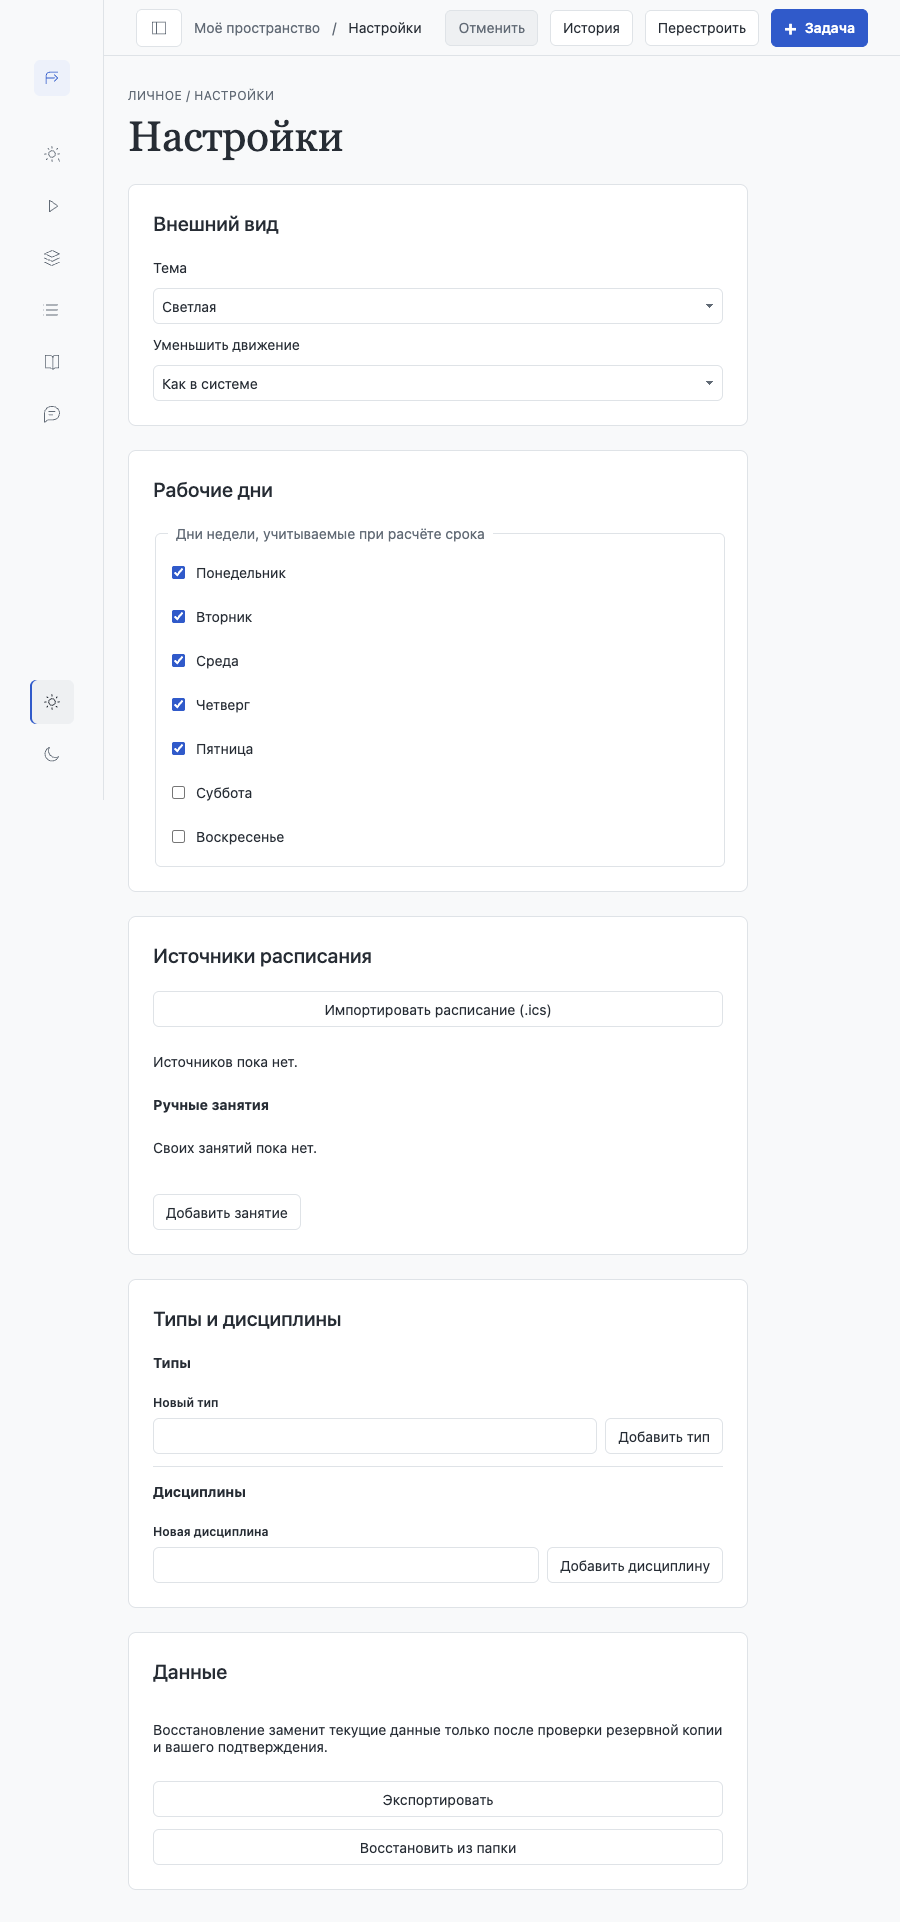 Моё пространство / Настройки
Отменить
История
Перестроить
+ Задача
ЛИЧНОЕ / НАСТРОЙКИ
Настройки
Внешний вид
Тема
Светлая
Уменьшить движение
Как в системе
Рабочие дни
Дни недели, учитываемые при расчёте срока
Понедельник
Вторник
Среда
Четверг
Пятница
Суббота
Воскресенье
Источники расписания
Импортировать расписание (.ics)
Источников пока нет.
Ручные занятия
Своих занятий пока нет.
Добавить занятие
Типы и дисциплины
Типы
Новый тип
Добавить тип
Дисциплины
Новая дисциплина
Добавить дисциплину
Данные
Восстановление заменит текущие данные только после проверки резервной копии
и вашего подтверждения.
Экспортировать
Восстановить из папки